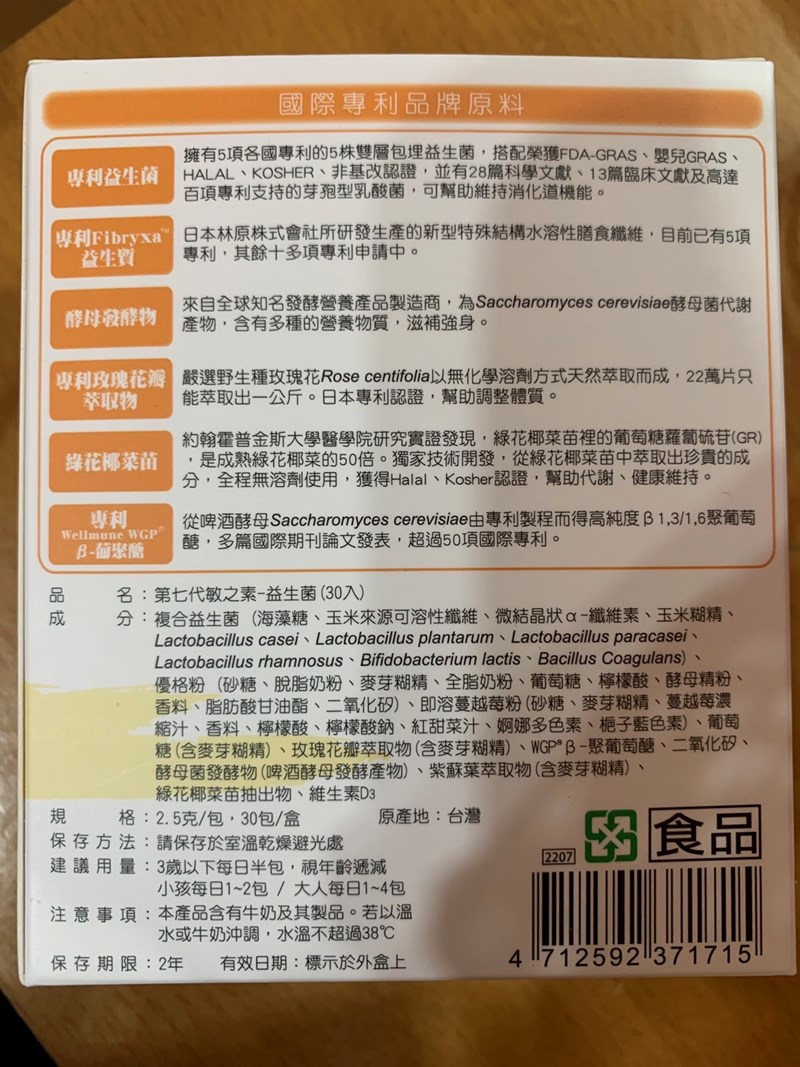 國際專利品牌原料
專利益生菌
擁有5項各國專利的5株雙層包埋益生菌，搭配榮獲FDA-GRAS、嬰兒GRAS、
HALAL、KOSHER、非基改認證，並有28篇科學文獻、13篇臨床文獻及高達
百項專利支持的芽孢型乳酸菌，可幫助維持消化道機能。
專利Fibryxa™
益生質
日本林原株式會社所研發生產的新型特殊結構水溶性膳食纖維，目前已有5項
專利，其餘十多項專利申請中。
酵母發酵物
來自全球知名發酵營養產品製造商，為Saccharomyces cerevisiae酵母菌代謝
產物，含有多種的營養物質，滋補強身。
專利玫瑰花瓣
萃取物
嚴選野生種玫瑰花Rose centifolia以無化學溶劑方式天然萃取而成，22萬片只
能萃取出一公斤。日本專利認證，幫助調整體質。
綠花椰菜苗
約翰霍普金斯大學醫學院研究實證發現，綠花椰菜苗裡的葡萄糖蘿蔔硫苷(GR)
，是成熟綠花椰菜的50倍。獨家技術開發，從綠花椰菜苗中萃取出珍貴的成
分，全程無溶劑使用，獲得Halal、Kosher認證，幫助代謝、健康維持。
專利
Wellmune WGP®
β-葡聚醣
從啤酒酵母Saccharomyces cerevisiae由專利製程而得高純度β1,3/1,6聚葡萄
醣，多篇國際期刊論文發表，超過50項國際專利。
品名：第七代敏之素-益生菌(30入)
成分：複合益生菌（海藻糖、玉米來源可溶性纖維、微結晶狀α-纖維素、玉米糊精、
Lactobacillus casei、Lactobacillus plantarum、Lactobacillus paracasei、
Lactobacillus rhamnosus、Bifidobacterium lactis、Bacillus Coagulans)、
優格粉（砂糖、脫脂奶粉、麥芽糊精、全脂奶粉、葡萄糖、檸檬酸、酵母精粉、
香料、脂肪酸甘油酯、二氧化矽)、即溶蔓越莓粉(砂糖、麥芽糊精、蔓越莓濃
縮汁、香料、檸檬酸、檸檬酸鈉、紅甜菜汁、婀娜多色素、梔子藍色素)、葡萄
糖(含麥芽糊精)、玫瑰花瓣萃取物(含麥芽糊精)、WGP®β-聚葡萄醣、二氧化矽、
酵母菌發酵物(啤酒酵母發酵產物)、紫蘇葉萃取物(含麥芽糊精)、
綠花椰菜苗抽出物、維生素D3
規格：2.5克/包，30包/盒 原產地：台灣
保存方法：請保存於室溫乾燥避光處
建議用量：3歲以下每日半包，視年齡遞減
小孩每日1~2包 / 大人每日1~4包
注意事項：本產品含有牛奶及其製品。若以溫
水或牛奶沖調，水溫不超過38℃
保存期限：2年 有效日期：標示於外盒上
2207
食品
4 712592 371715